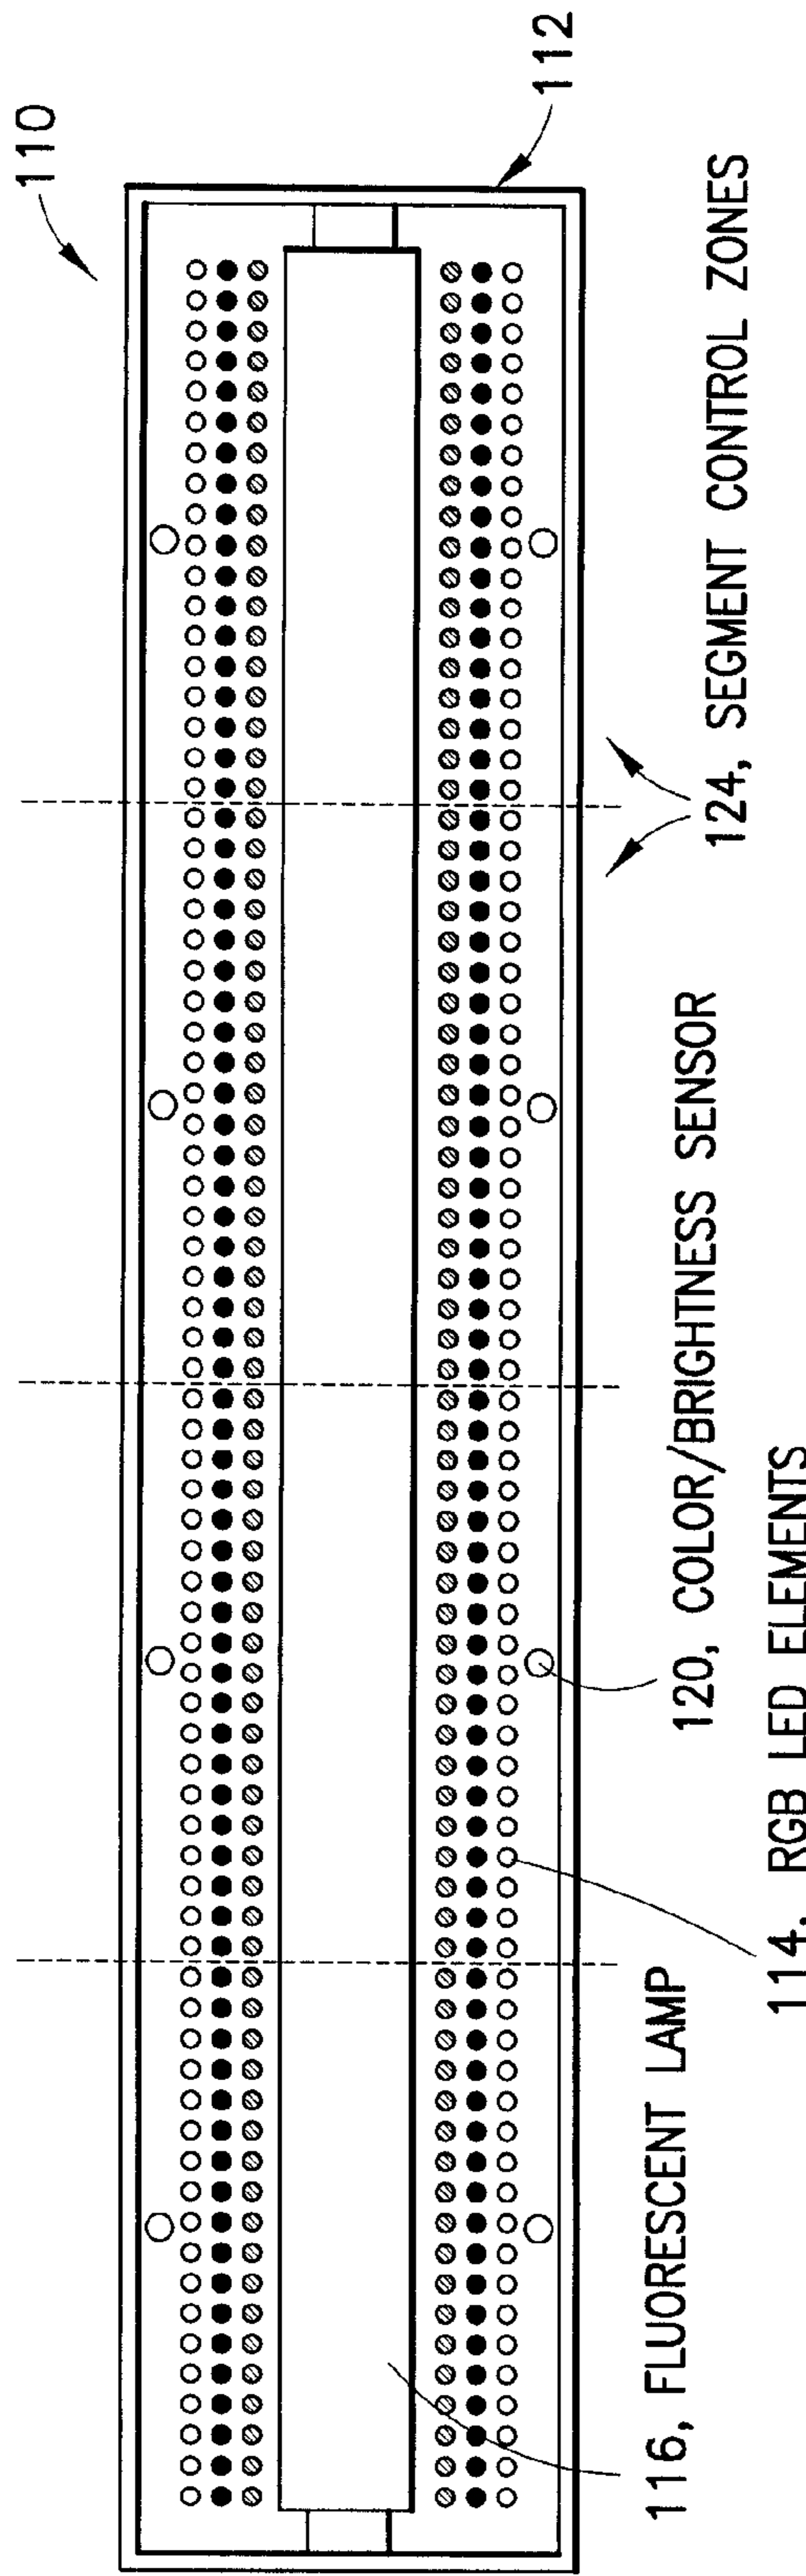 110
112
124, SEGMENT CONTROL ZONES
120, COLOR/BRIGHTNESS SENSOR
114, RGB LED ELEMENTS
116, FLUORESCENT LAMP